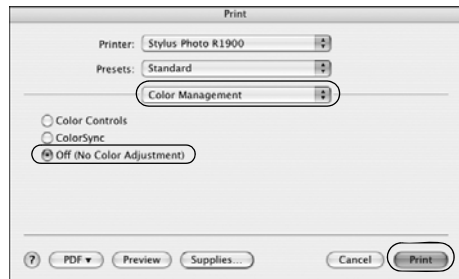 Print
Printer: Stylus Photo R1900
Presets: Standard
Color Management
Color Controls
ColorSync
Off (No Color Adjustment)
? PDF ▼ Preview Supplies... Cancel Print